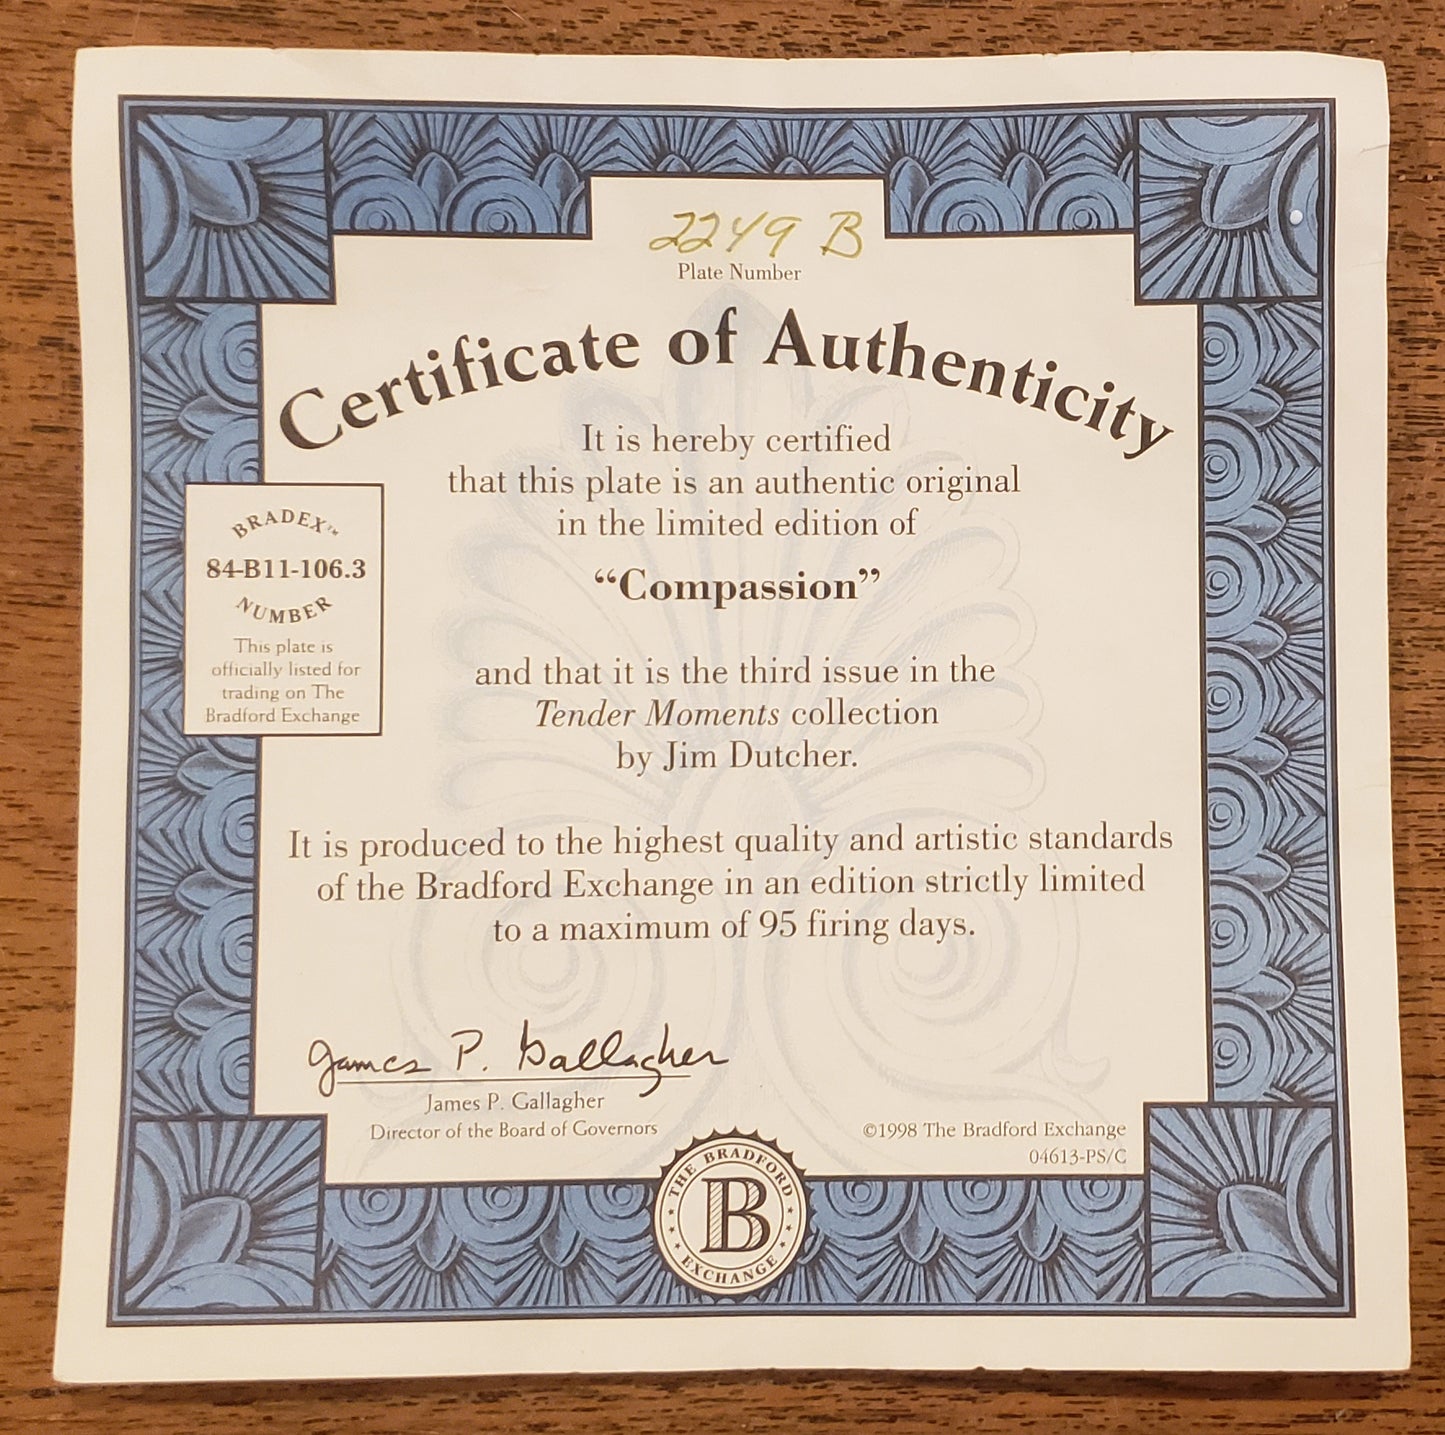 2249 B
Plate Number
Certificate of Authenticity
It is hereby certified
that this plate is an authentic original
in the limited edition of
“Compassion”
and that it is the third issue in the
Tender Moments collection
by Jim Dutcher.
BRADEX™
84-B11-106.3
NUMBER
This plate is
officially listed for
trading on The
Bradford Exchange
It is produced to the highest quality and artistic standards
of the Bradford Exchange in an edition strictly limited
to a maximum of 95 firing days.
James P. Gallagher
James P. Gallagher
Director of the Board of Governors
©1998 The Bradford Exchange
04613-PS/C
THE BRADFORD
B
EXCHANGE